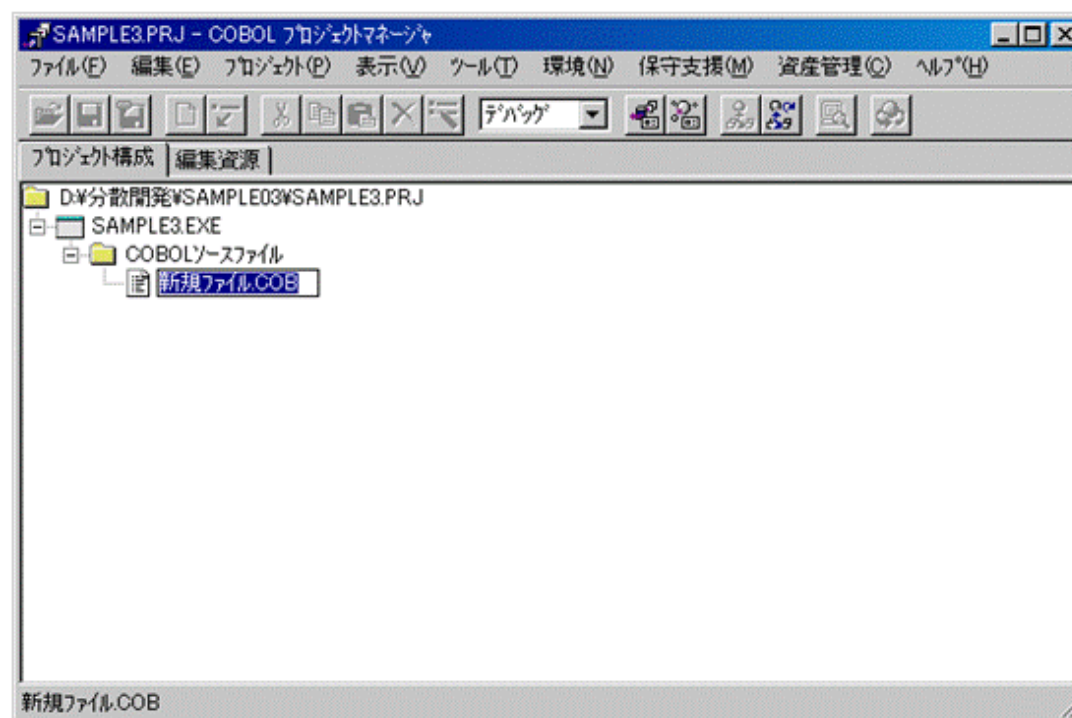 SAMPLE3.PRJ - COBOL プロジェクトマネージャ
ファイル(F) 編集(E) プロジェクト(P) 表示(V) ツール(T) 環境(N) 保守支援(M) 資産管理(C) ヘルプ(H)
デバッグ
プロジェクト構成 編集資源
D:¥分散開発¥SAMPLE03¥SAMPLE3.PRJ
SAMPLE3.EXE
COBOLソースファイル
新規ファイル.COB
新規ファイル.COB